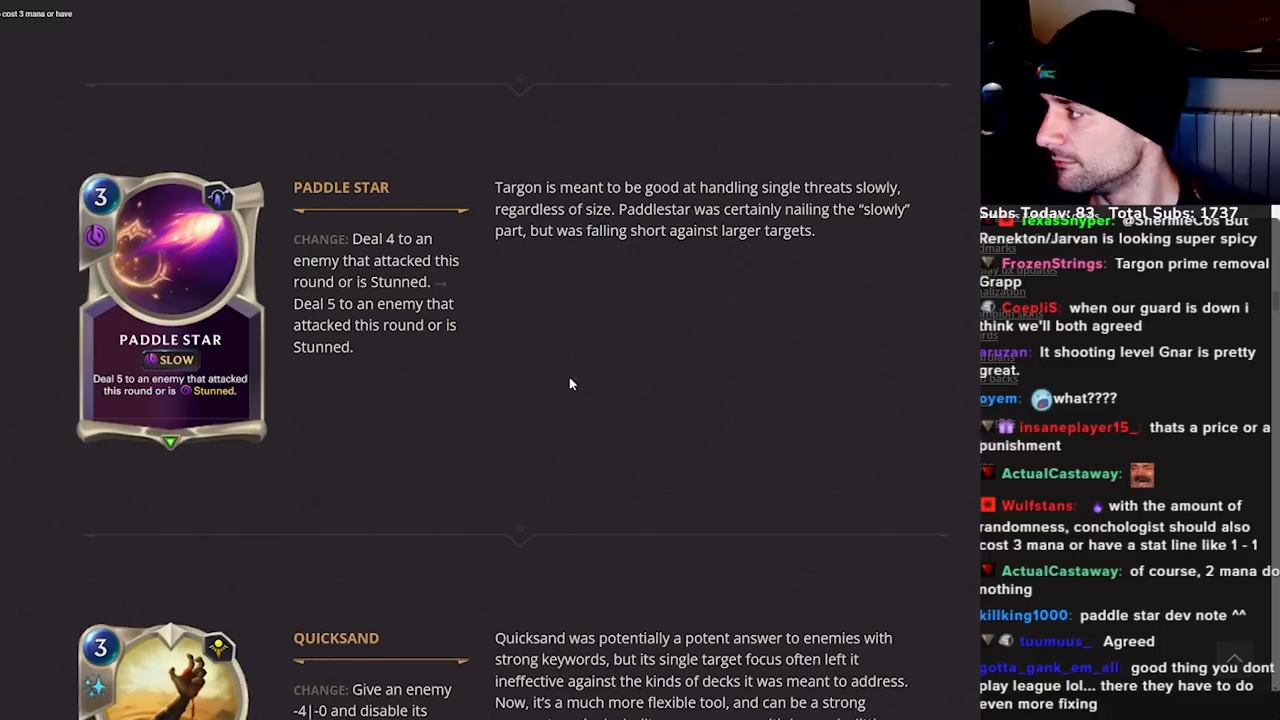 cost 3 mana or have
3
PADDLE STAR
SLOW
Deal 5 to an enemy that attacked
this round or is Stunned.
PADDLE STAR
CHANGE: Deal 4 to an
enemy that attacked this
round or is Stunned. →
Deal 5 to an enemy that
attacked this round or is
Stunned.
Targon is meant to be good at handling single threats slowly,
regardless of size. Paddlestar was certainly nailing the “slowly”
part, but was falling short against larger targets.
3
QUICKSAND
CHANGE: Give an enemy
-4|-0 and disable its
Quicksand was potentially a potent answer to enemies with
strong keywords, but its single target focus often left it
ineffective against the kinds of decks it was meant to address.
Now, it's a much more flexible tool, and can be a strong
Subs Today: 83 Total Subs: 1737
TexasSnyper: @ShermieCos But
Renekton/Jarvan is looking super spicy
FrozenStrings: Targon prime removal
Grapp
CoepliS: when our guard is down i
think we'll both agreed
aruzan: It shooting level Gnar is pretty
great.
oyem: what????
insaneplayer15_: thats a price or a
punishment
ActualCastaway:
Wulfstans: with the amount of
randomness, conchologist should also
cost 3 mana or have a stat line like 1 - 1
ActualCastaway: of course, 2 mana do
nothing
killking1000: paddle star dev note ^^
tuumuus_: Agreed
gotta_gank_em_all: good thing you dont
play league lol... there they have to do
even more fixing